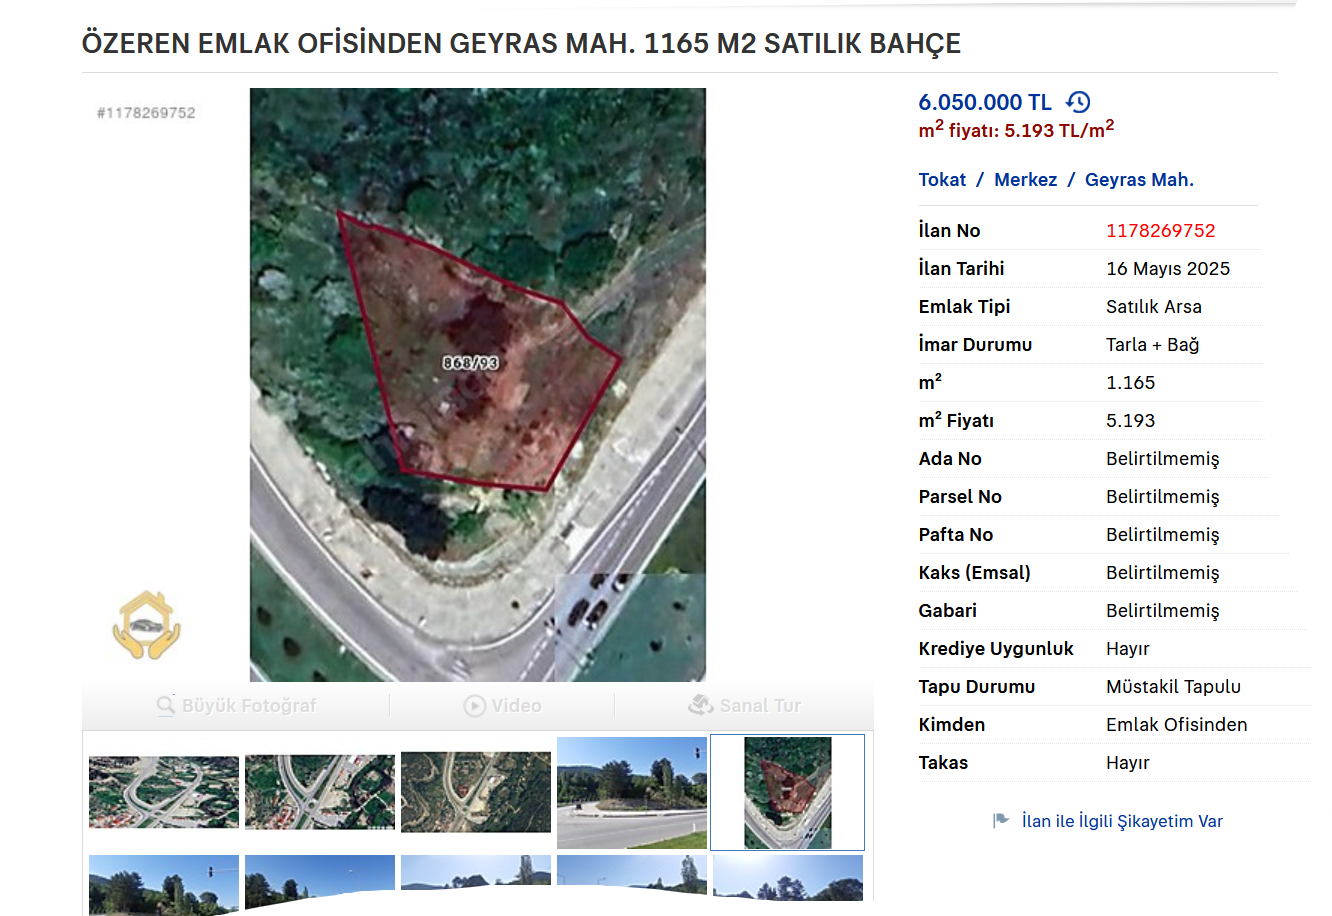 ÖZEREN EMLAK OFİSİNDEN GEYRAS MAH. 1165 M2 SATILIK BAHÇE
#1178269752
868/93
Büyük Fotoğraf
Video
Sanal Tur
6.050.000 TL
m² fiyatı: 5.193 TL/m²
Tokat / Merkez / Geyras Mah.
İlan No 1178269752
İlan Tarihi 16 Mayıs 2025
Emlak Tipi Satılık Arsa
İmar Durumu Tarla + Bağ
m² 1.165
m² Fiyatı 5.193
Ada No Belirtilmemiş
Parsel No Belirtilmemiş
Pafta No Belirtilmemiş
Kaks (Emsal) Belirtilmemiş
Gabari Belirtilmemiş
Krediye Uygunluk Hayır
Tapu Durumu Müstakil Tapulu
Kimden Emlak Ofisinden
Takas Hayır
İlan ile İlgili Şikayetim Var